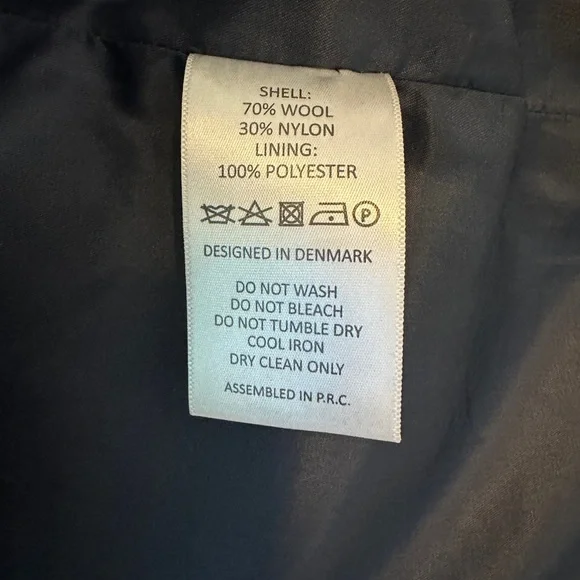 SHELL:
70% WOOL
30% NYLON
LINING:
100% POLYESTER
P
DESIGNED IN DENMARK
DO NOT WASH
DO NOT BLEACH
DO NOT TUMBLE DRY
COOL IRON
DRY CLEAN ONLY
ASSEMBLED IN P.R.C.